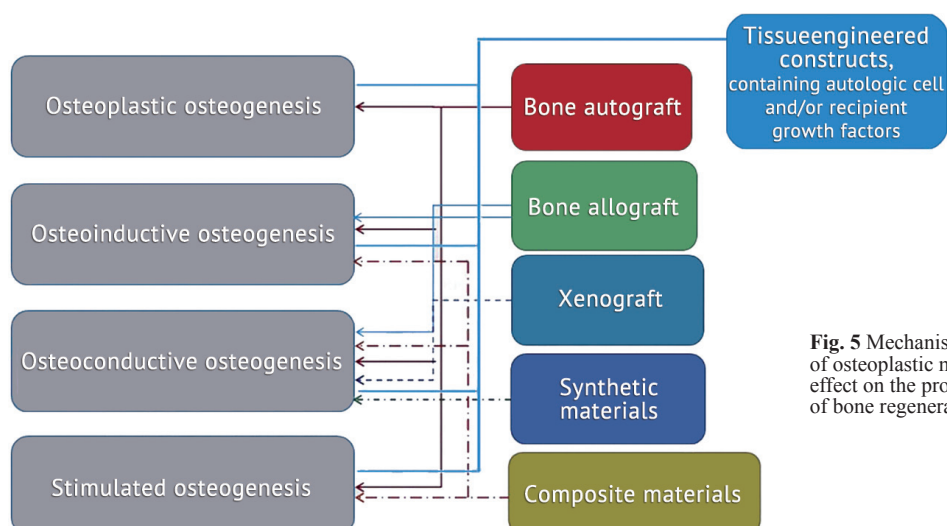 Osteoplastic osteogenesis
Osteoinductive osteogenesis
Osteoconductive osteogenesis
Stimulated osteogenesis
Bone autograft
Bone allograft
Xenograft
Synthetic
materials
Composite materials
Tissueengineered
constructs,
containing autologic cell
and/or recipient
growth factors
Fig. 5 Mechanis
of osteoplastic
effect on the pro
of bone regenera